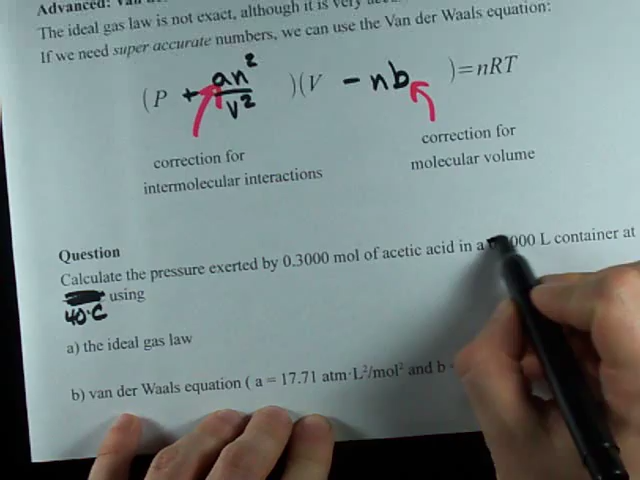 Advanced: Van
The ideal gas law is not exact, although it is very
If we need super accurate numbers, we can use the Van der Waals equation:
(P + an²/v² )(V - nb )=nRT
correction for
intermolecular interactions
correction for
molecular volume
Question
Calculate the pressure exerted by 0.3000 mol of acetic acid in a 000 L container at
using
40°C
a) the ideal gas law
b) van der Waals equation ( a = 17.71 atm·L²/mol² and b